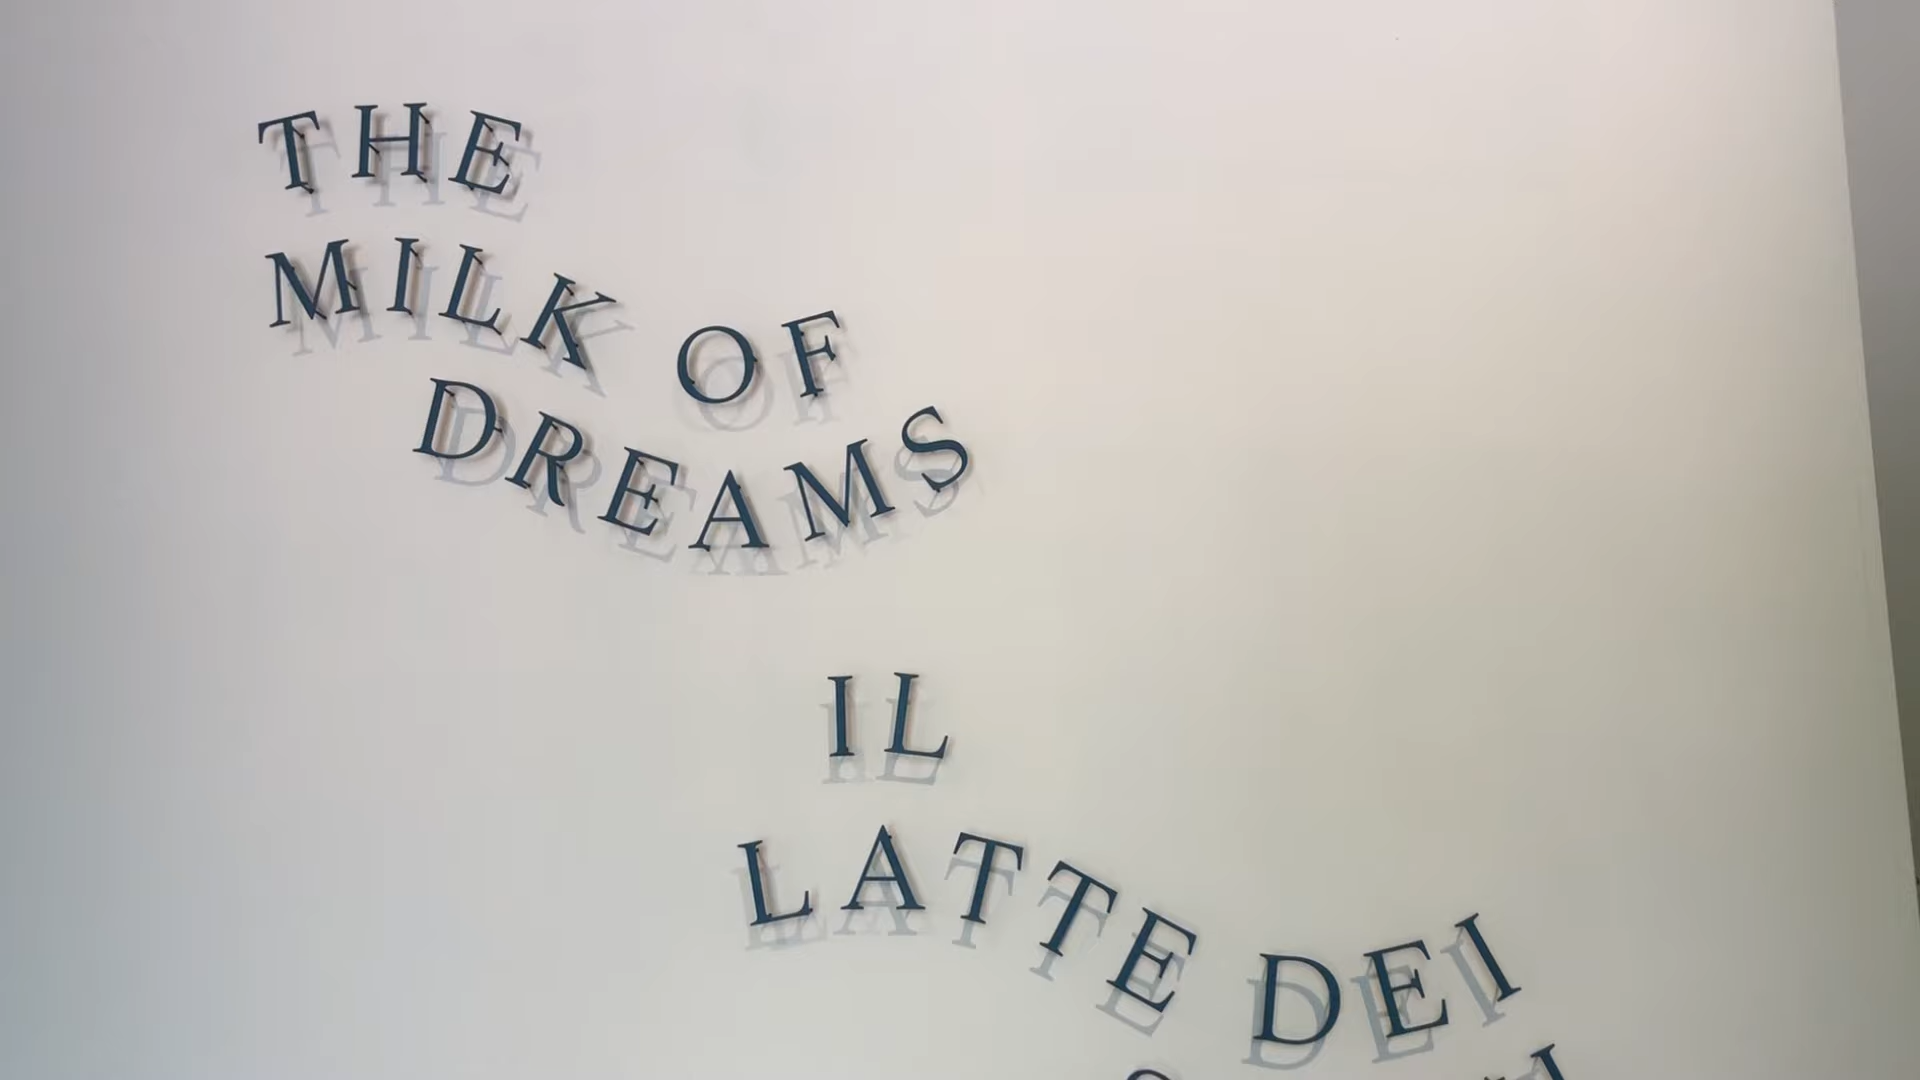 THE
MILK OF
DREAMS
IL
LATTE DEI